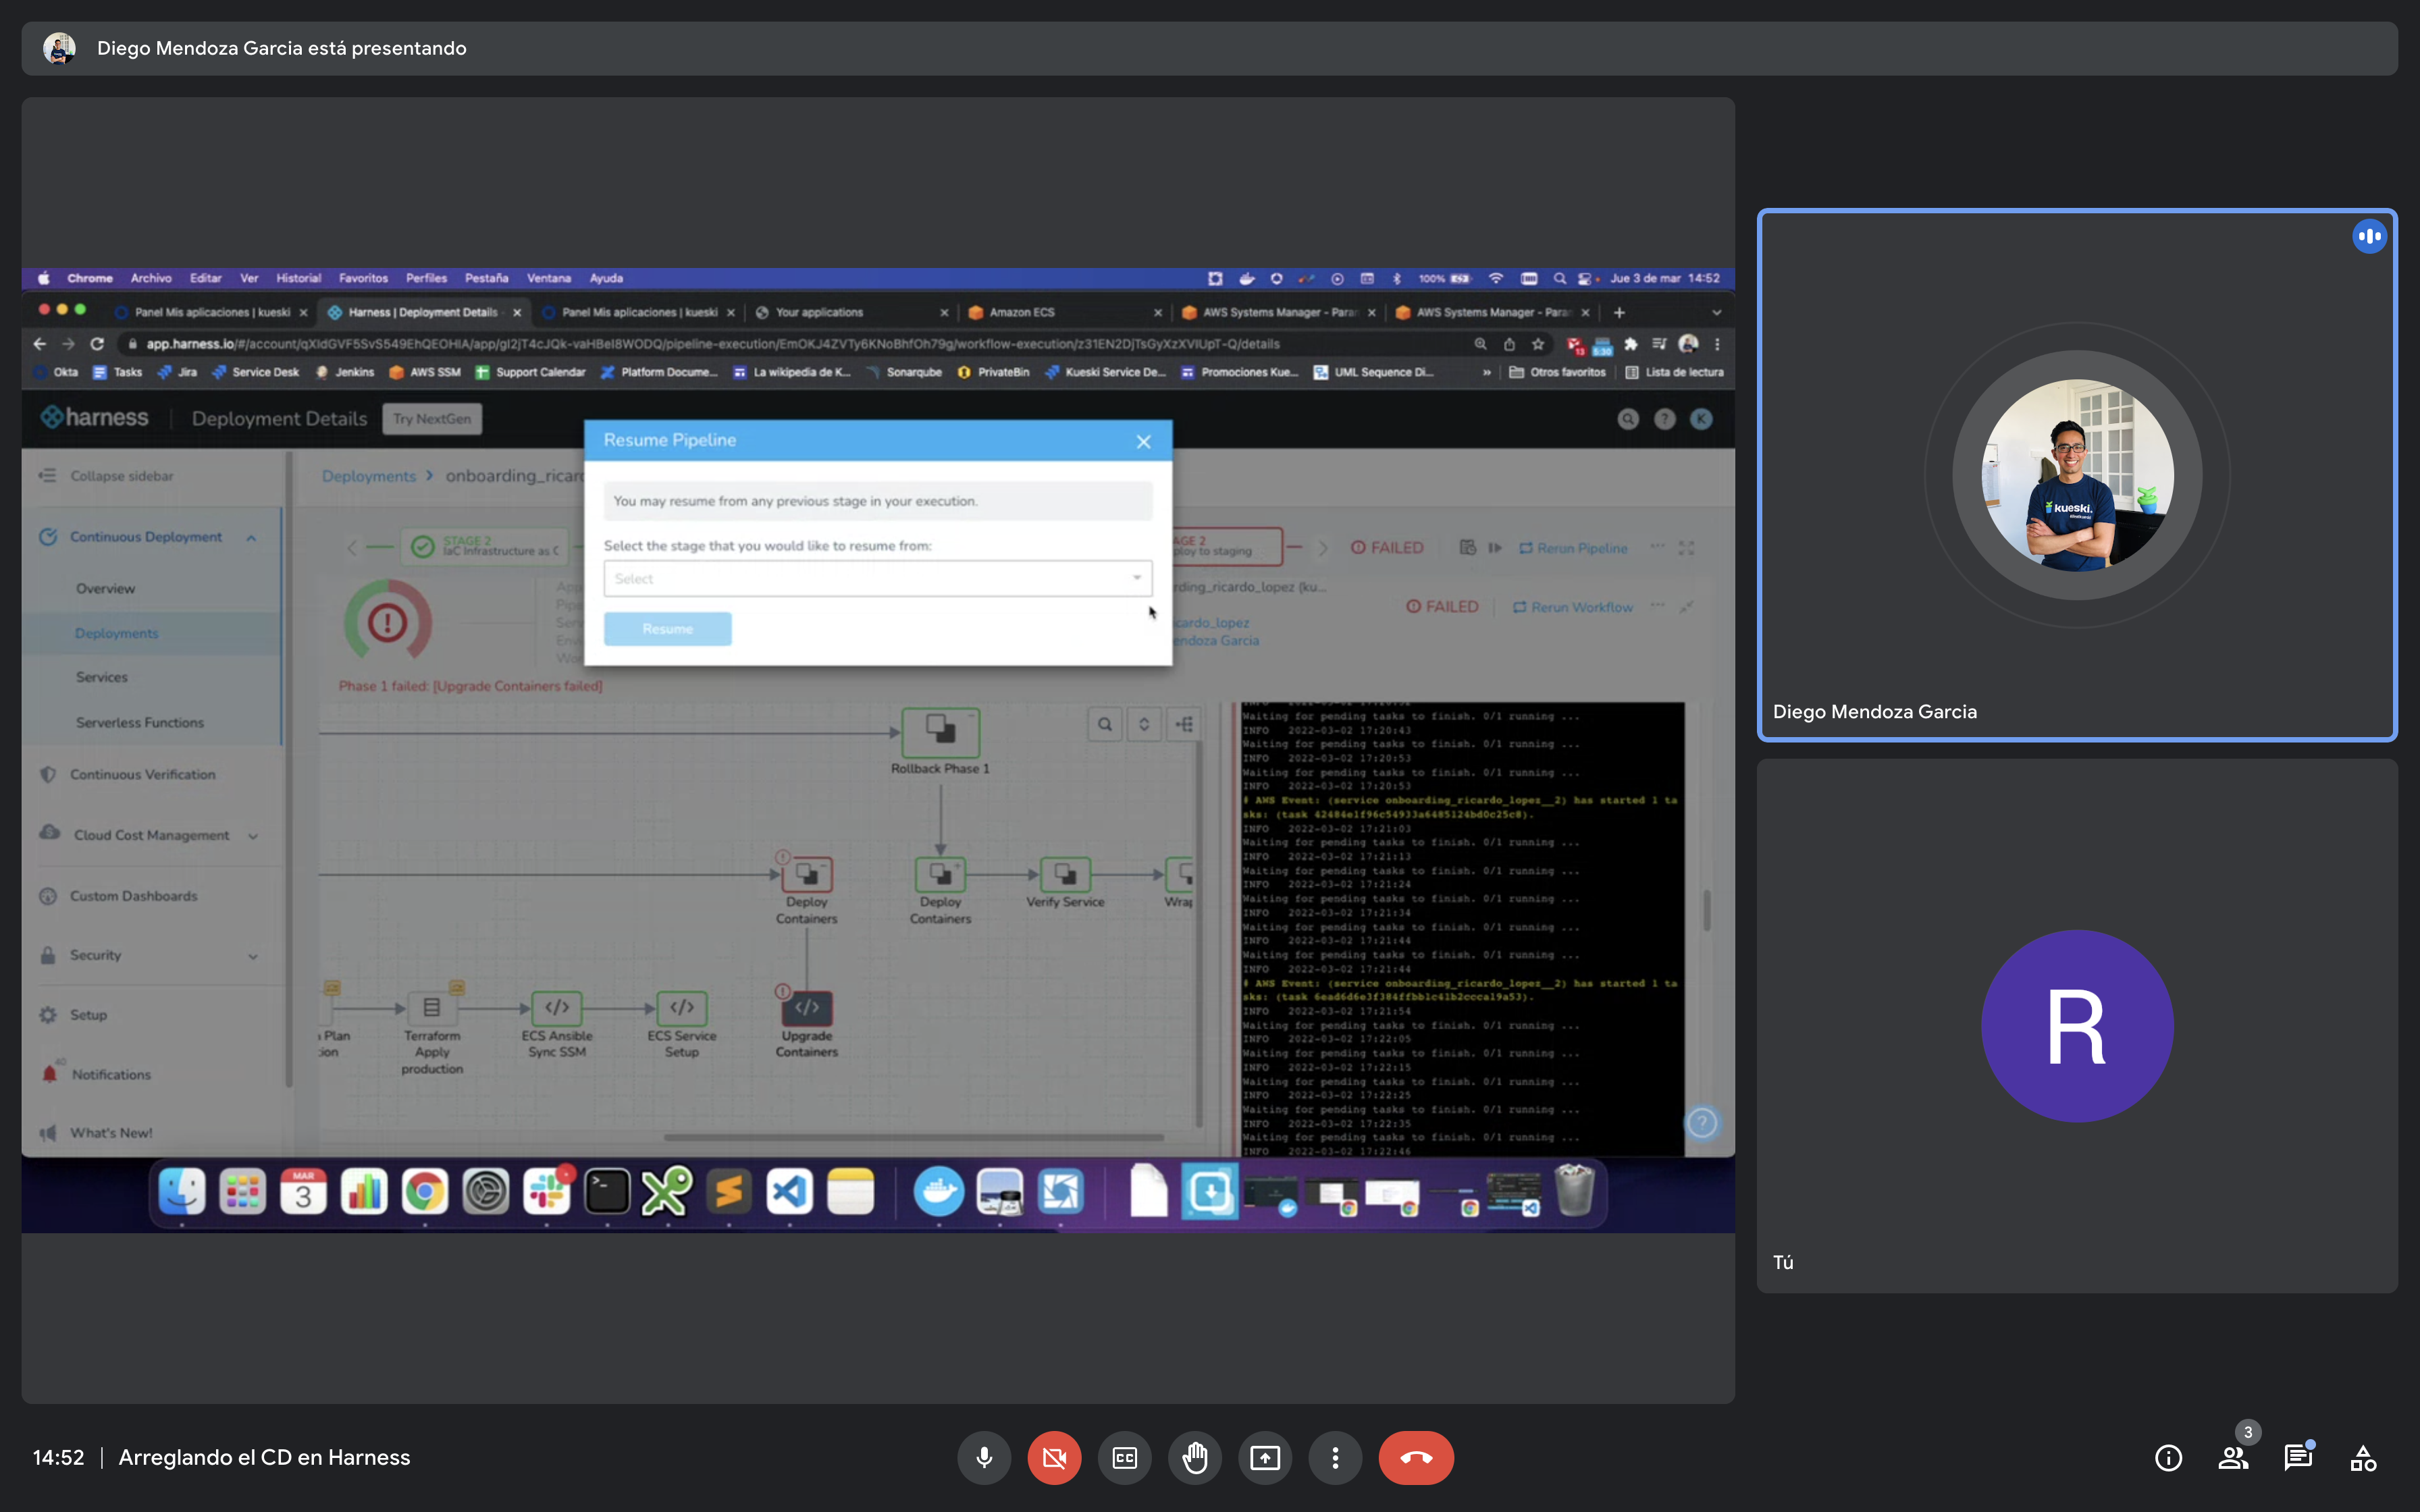 Diego Mendoza Garcia está presentando
Chrome Archivo Editar Ver Historial Favoritos Perfiles Pestaña Ventana Ayuda
100% Jue 3 de mar 14:52
Panel Mis aplicaciones | kueski
Harness | Deployment Details
Panel Mis aplicaciones | kueski
Your applications
Amazon ECS
AWS Systems Manager - Para
AWS Systems Manager - Para
Okta Tasks Jira Service Desk Jenkins AWS SSM Support Calendar Platform Docume... La wikipedia de K... Sonarqube PrivateBin Kueski Service De... Promociones Kue... UML Sequence Di... » Otros favoritos Lista de lectura
harness Deployment Details Try NextGen
? K
Resume Pipeline
You may resume from any previous stage in your execution.
Select the stage that you would like to resume from:
Select
Resume
Collapse sidebar
Continuous Deployment
Overview
Deployments
Services
Serverless Functions
Continuous Verification
Cloud Cost Management
Custom Dashboards
Security
Setup
40
Notifications
What's New!
Deployments > onboarding_ricar
STAGE 2
IaC Infrastructure as C
AGE 2
ploy to staging
FAILED
Rerun Pipeline
rding_ricardo_lopez (ku...
FAILED
Rerun Workflow
App
Pipe
Serv
Envi
Wor
icardo_lopez
endoza Garcia
Phase 1 failed: [Upgrade Containers failed]
Rollback Phase 1
Deploy
Containers
Deploy
Containers
Verify Service
Wrap
Plan
Terraform
Apply
production
ECS Ansible
Sync SSM
ECS Service
Setup
Upgrade
Containers
Waiting for pending tasks to finish. 0/1 running ...
INFO 2022-03-02 17:20:43
Waiting for pending tasks to finish. 0/1 running ...
INFO 2022-03-02 17:20:53
Waiting for pending tasks to finish. 0/1 running ...
INFO 2022-03-02 17:20:53
# AWS Event: (service onboarding_ricardo_lopez__2) has started 1 ta
sks: (task 42484e1f96c54933a6485124bd0c25c8).
INFO 2022-03-02 17:21:03
Waiting for pending tasks to finish. 0/1 running ...
INFO 2022-03-02 17:21:13
Waiting for pending tasks to finish. 0/1 running ...
INFO 2022-03-02 17:21:24
Waiting for pending tasks to finish. 0/1 running ...
INFO 2022-03-02 17:21:34
Waiting for pending tasks to finish. 0/1 running ...
INFO 2022-03-02 17:21:44
Waiting for pending tasks to finish. 0/1 running ...
INFO 2022-03-02 17:21:44
# AWS Event: (service onboarding_ricardo_lopez__2) has started 1 ta
sks: (task 6ead6d6e3f384ffbb1c41b2ccca19a53).
INFO 2022-03-02 17:21:54
Waiting for pending tasks to finish. 0/1 running ...
INFO 2022-03-02 17:22:05
Waiting for pending tasks to finish. 0/1 running ...
INFO 2022-03-02 17:22:15
Waiting for pending tasks to finish. 0/1 running ...
INFO 2022-03-02 17:22:25
Waiting for pending tasks to finish. 0/1 running ...
INFO 2022-03-02 17:22:35
Waiting for pending tasks to finish. 0/1 running ...
INFO 2022-03-02 17:22:46
MAR
3
kueski.
Diego Mendoza Garcia
R
Tú
14:52 | Arreglando el CD en Harness
CC
3